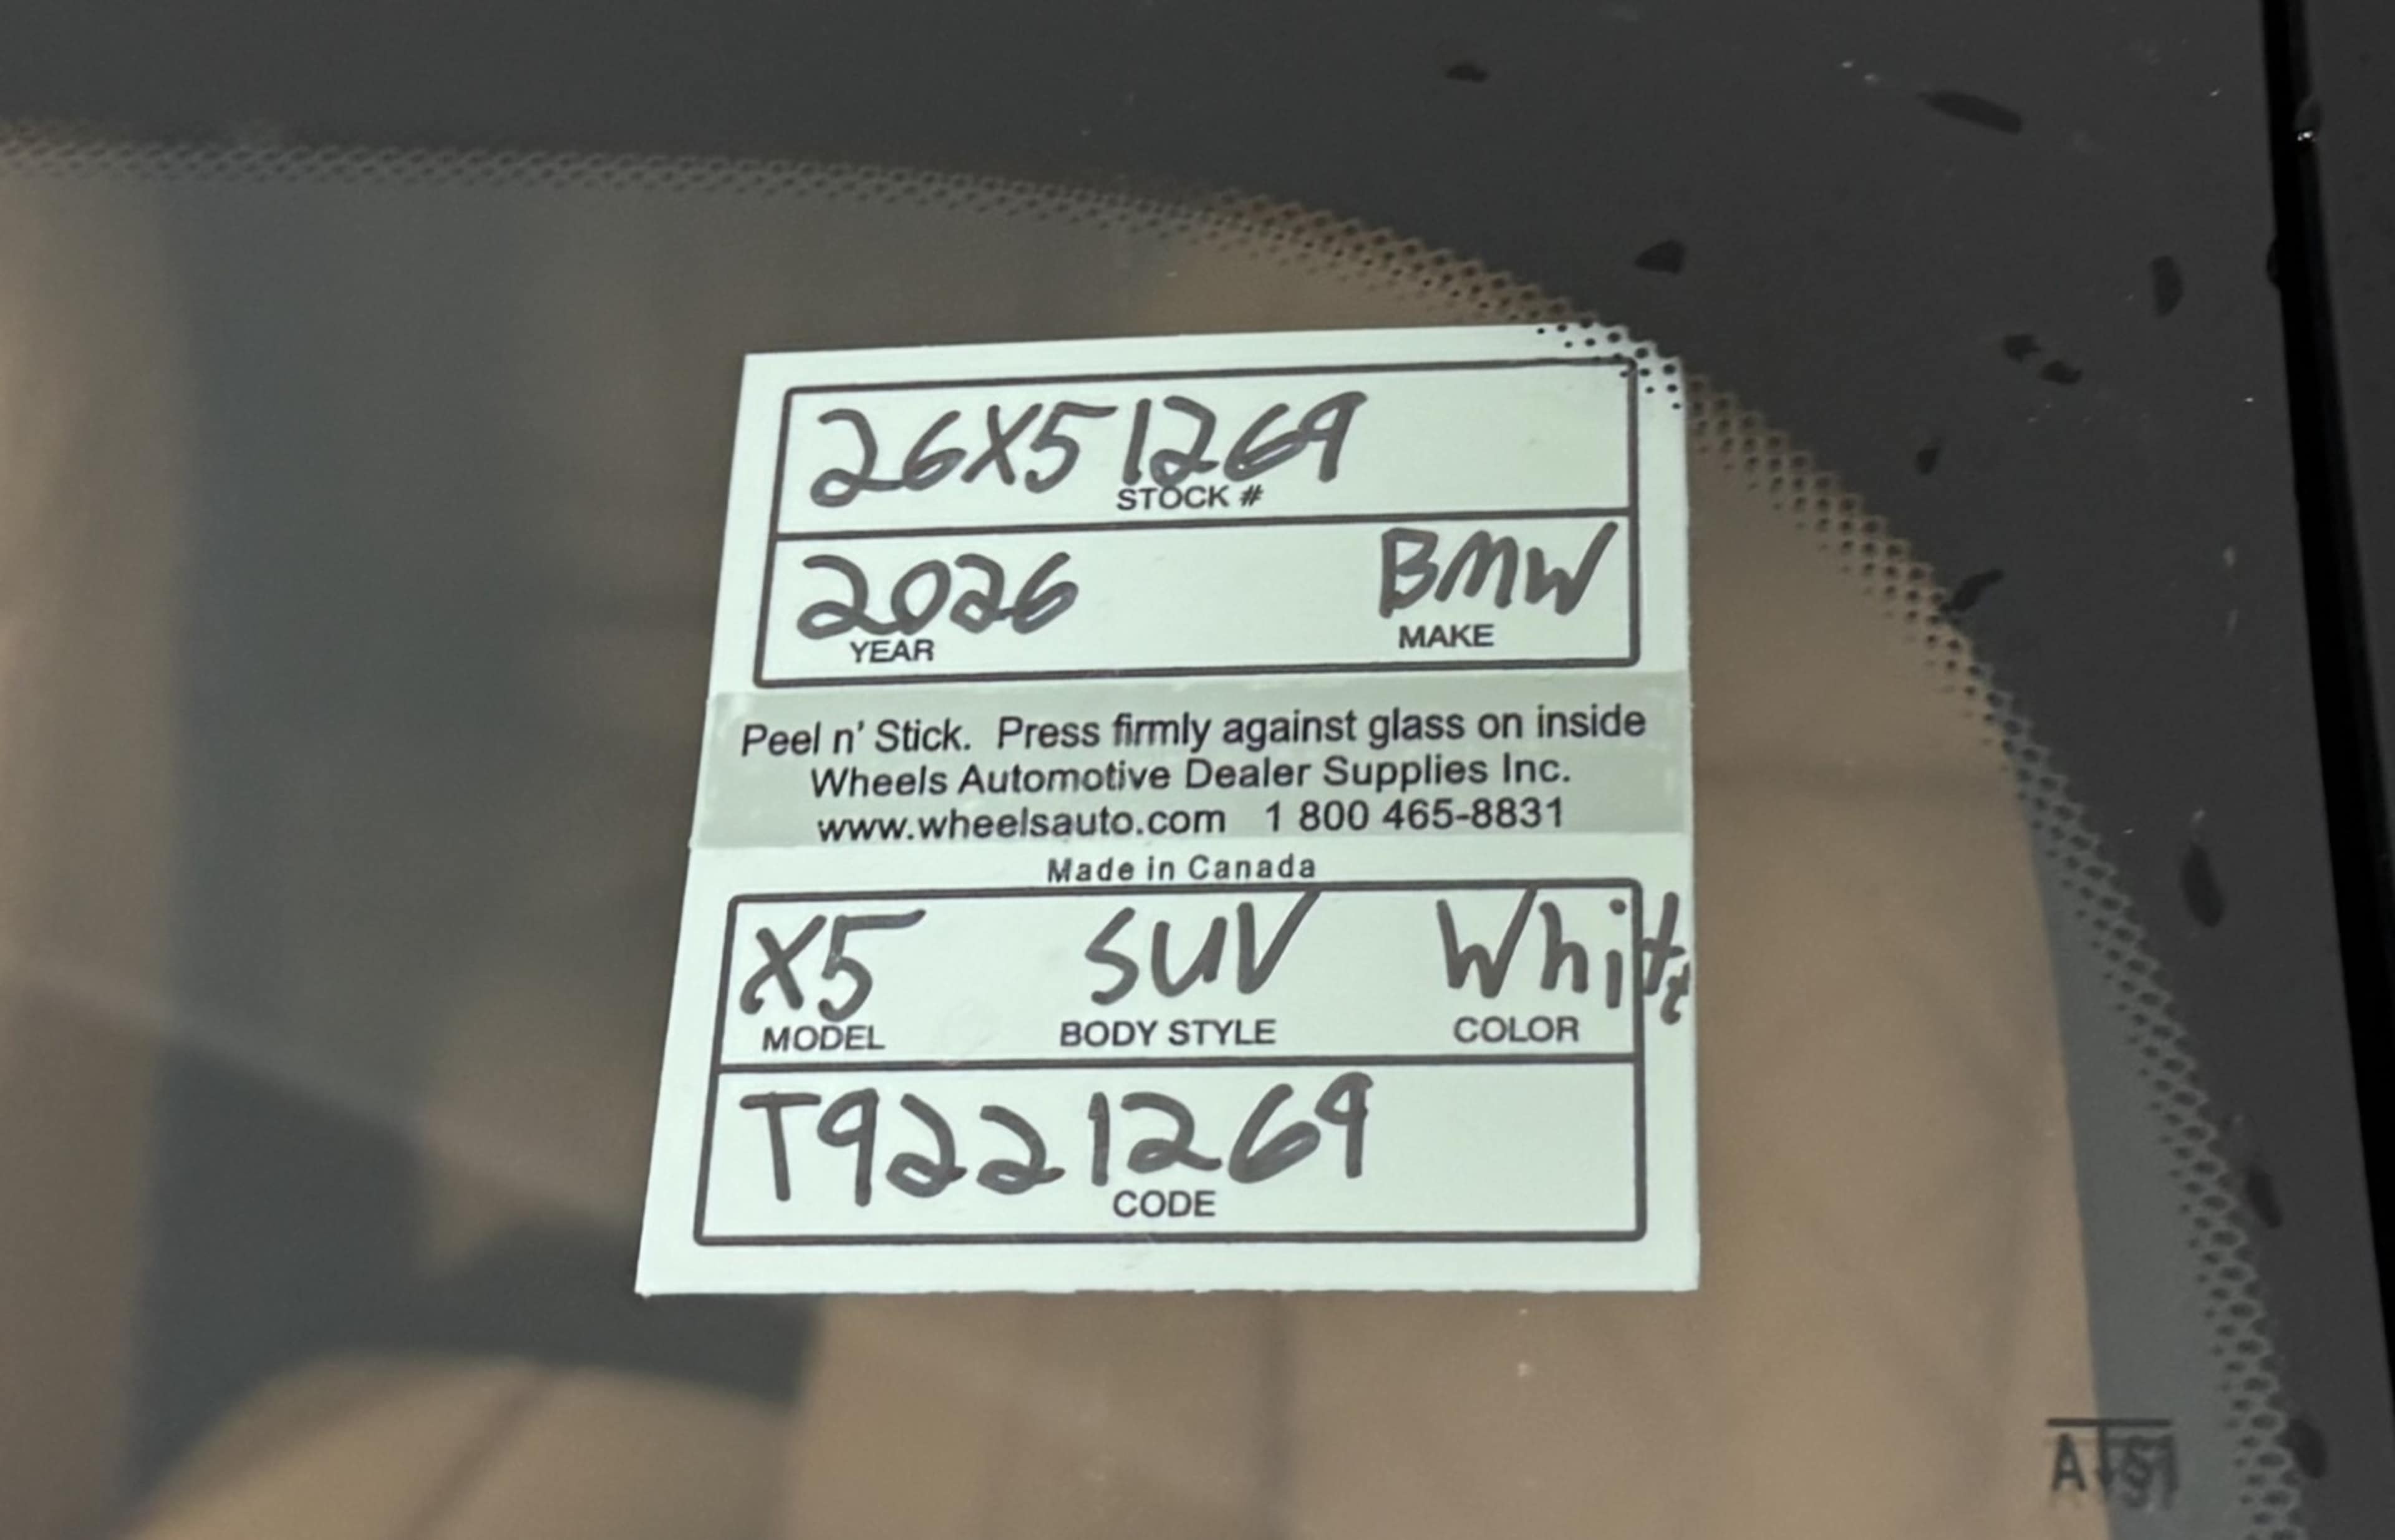 26X51269
STOCK #
2026 BMW
YEAR MAKE
Peel n' Stick. Press firmly against glass on inside
Wheels Automotive Dealer Supplies Inc.
www.wheelsauto.com 1 800 465-8831
Made in Canada
X5 SUV White
MODEL BODY STYLE COLOR
T9221269
CODE